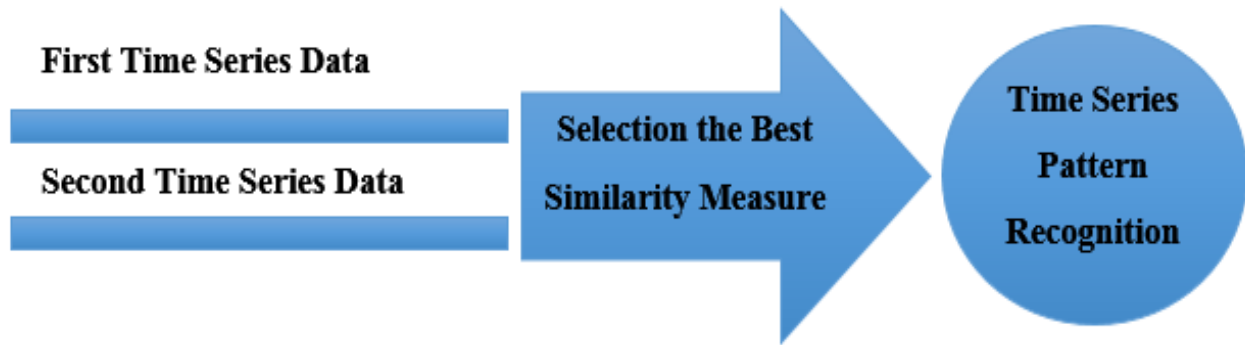 First Time Series Data
Second Time Series Data
Selection the Best
Similarity Measure
Time Series
Pattern
Recognition